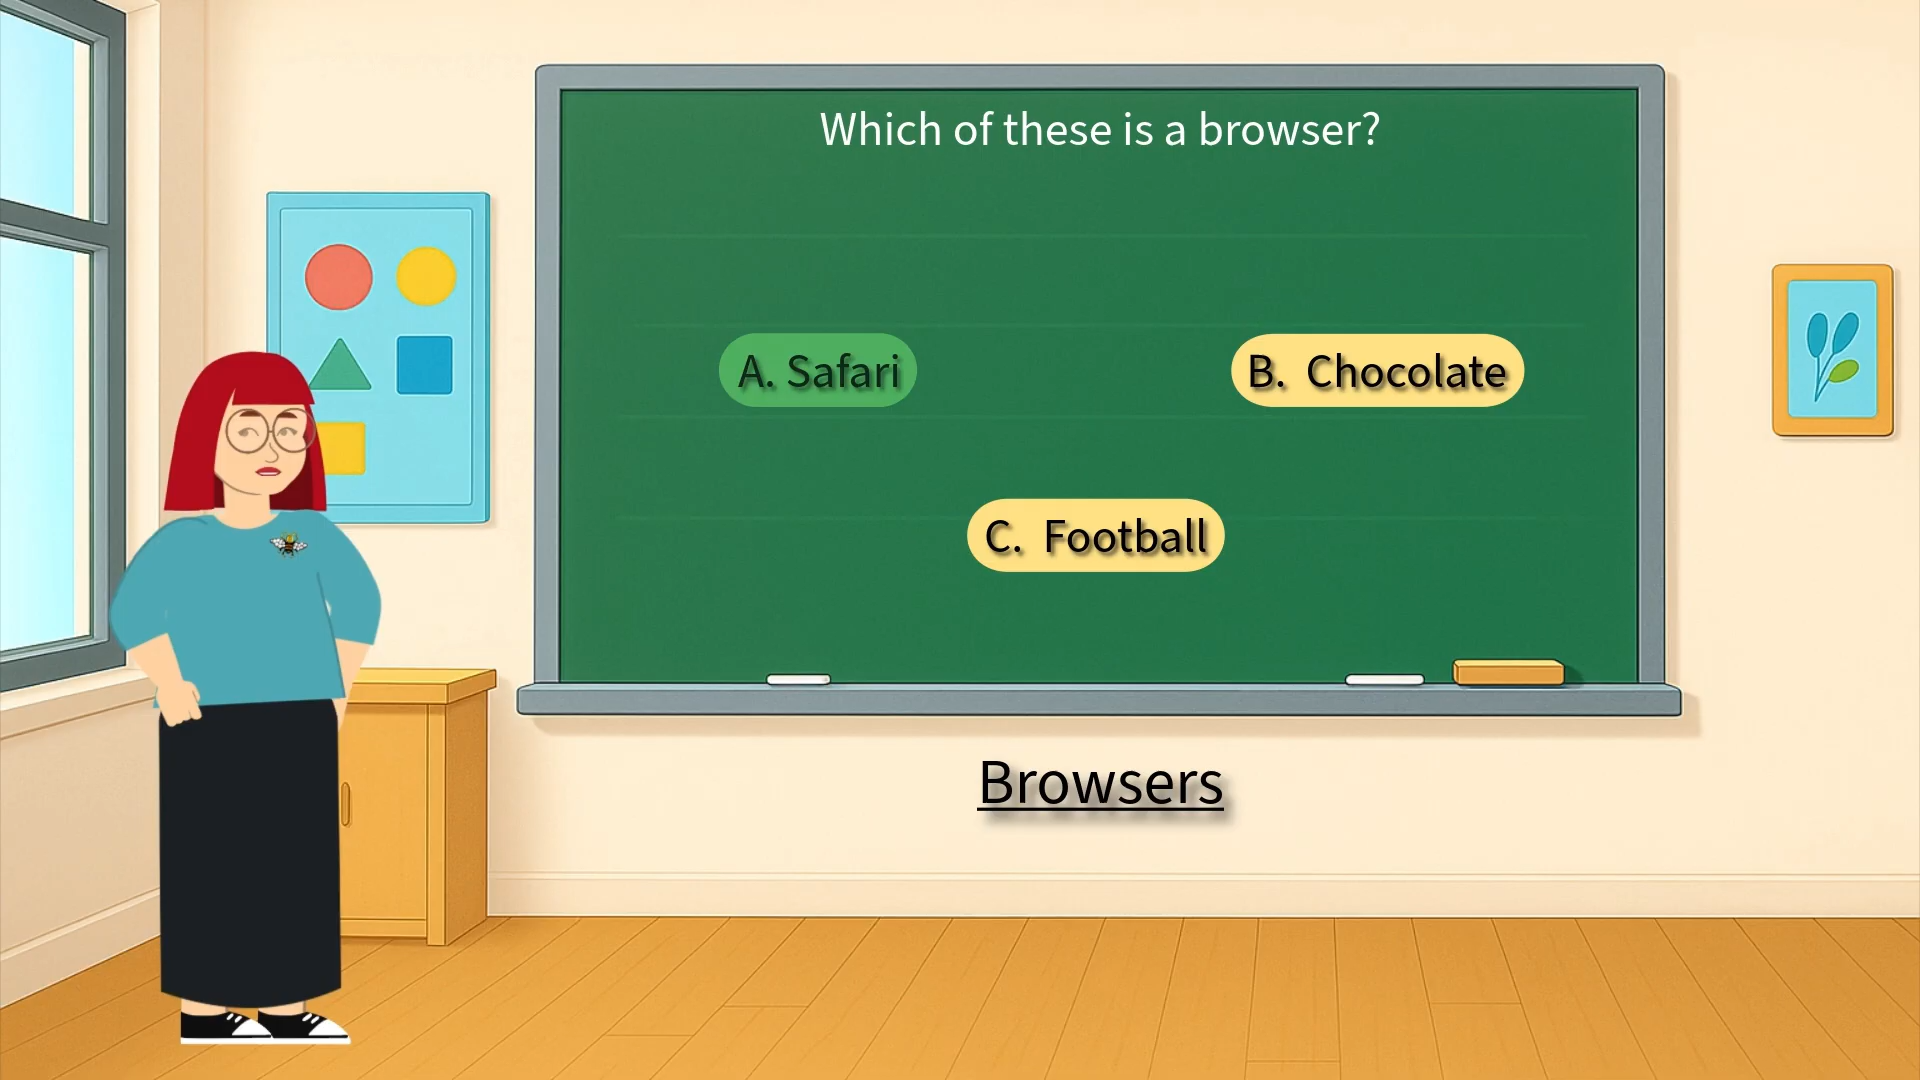 Which of these is a browser?
A. Safari
B. Chocolate
C. Football
Browsers